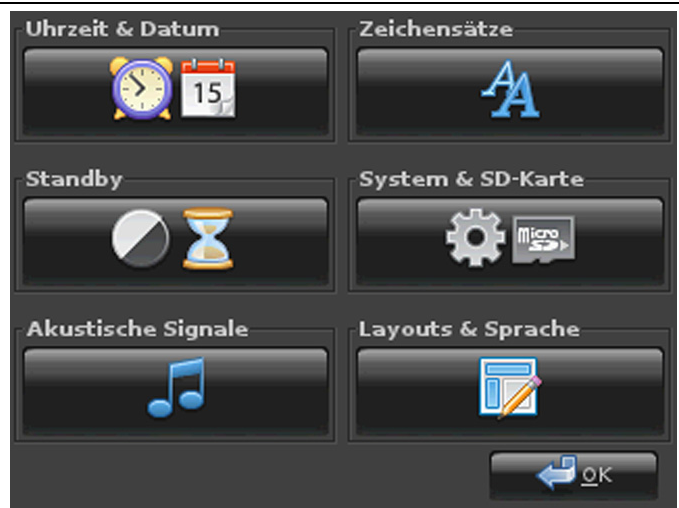 Uhrzeit & Datum
Zeichensätze
15
Standby
System & SD-Karte
Micro
SD
Akustische Signale
Layouts & Sprache
OK